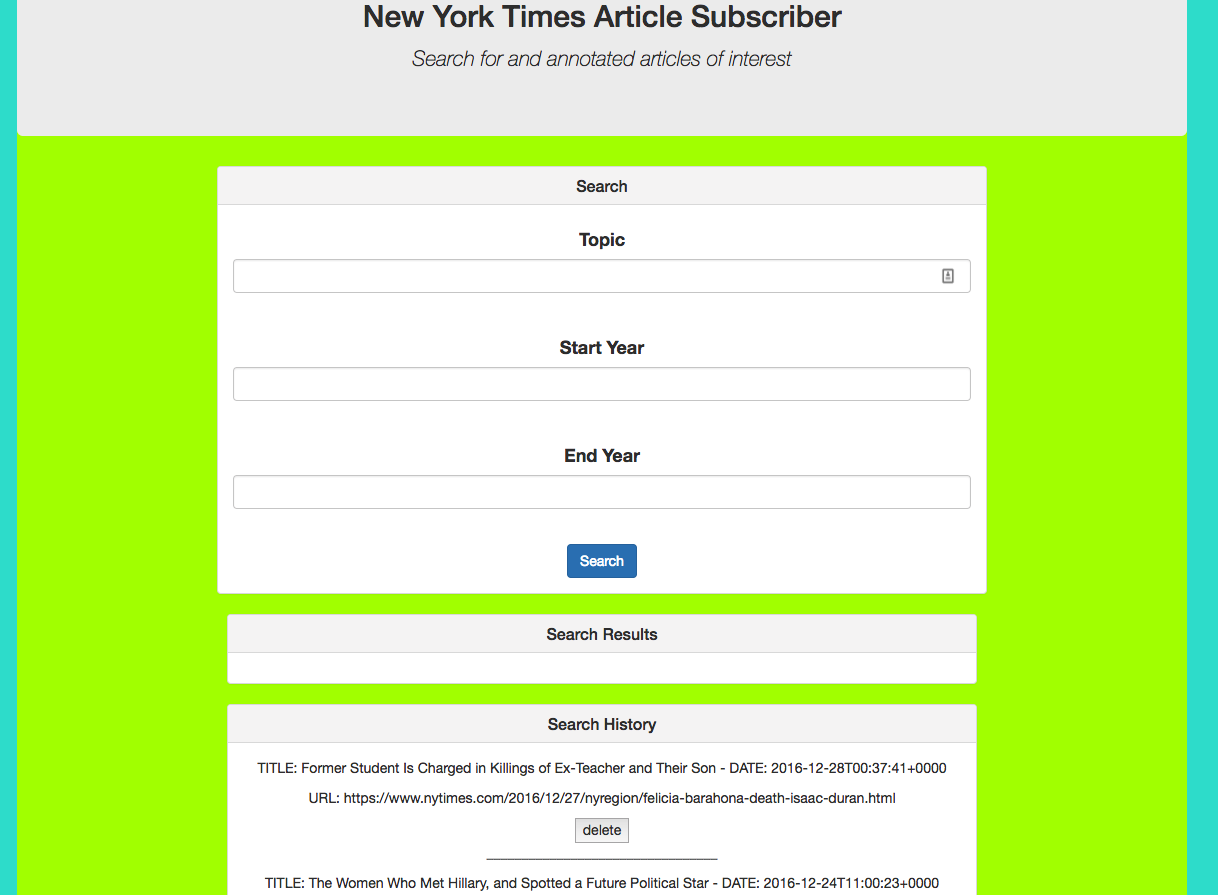 New York Times Article Subscriber
Search for and annotated articles of interest
Search
Topic
Start Year
End Year
Search
Search Results
Search History
TITLE: Former Student Is Charged in Killings of Ex-Teacher and Their Son - DATE: 2016-12-28T00:37:41+0000
URL: https://www.nytimes.com/2016/12/27/nyregion/felicia-barahona-death-isaac-duran.html
delete
TITLE: The Women Who Met Hillary, and Spotted a Future Political Star - DATE: 2016-12-24T11:00:23+0000